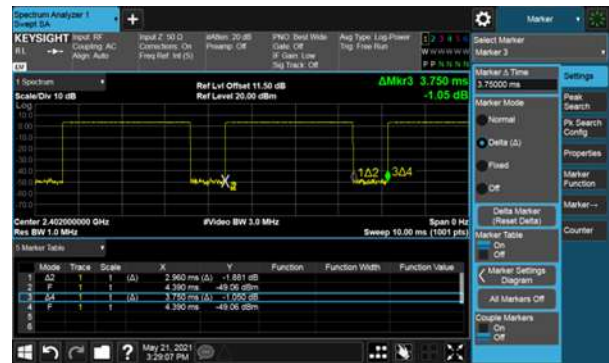 Spectrum Analyzer 1
Swept SA
Marker
KEYSIGHT
Input: RF
Coupling: AC
Align: Auto
Input Z: 50 Ω
Corrections: On
Freq Ref: Int (S)
#Atten: 20 dB
Preamp: Off
PNO: Best Wide
Gate: Off
IF Gain: Low
Sig Track: Off
Avg Type: Log-Power
Trig: Free Run
1 2 3 4 5 6
W W W W W W
P P N N N N
Select Marker
Marker 3
1 Spectrum
Scale/Div 10 dB
Log
Ref Lvl Offset 11.50 dB
Ref Level 20.00 dBm
ΔMkr3 3.750 ms
-1.05 dB
10.0
0.00
1Δ2
3Δ4
Center 2.402000000 GHz
Res BW 1.0 MHz
#Video BW 3.0 MHz
Span 0 Hz
Sweep 10.00 ms (1001 pts)
5 Marker Table
Mode Trace Scale X Y Function Function Width Function Value
1 Δ2 1 t (Δ) 2.960 ms (Δ) -1.881 dB
2 F 1 t 4.390 ms -49.06 dBm
3 Δ4 1 t (Δ) 3.750 ms (Δ) -1.050 dB
4 F 1 t 4.390 ms -49.06 dBm
5
6
Marker Δ Time
3.75000 ms
Marker Mode
Normal
Delta (Δ)
Fixed
Off
Delta Marker
(Reset Delta)
Marker Table
On
Off
Marker Settings
Diagram
All Markers Off
Couple Markers
On
Off
Settings
Peak
Search
Pk Search
Config
Properties
Marker
Function
Marker→
Counter
May 21, 2021
3:29:07 PM